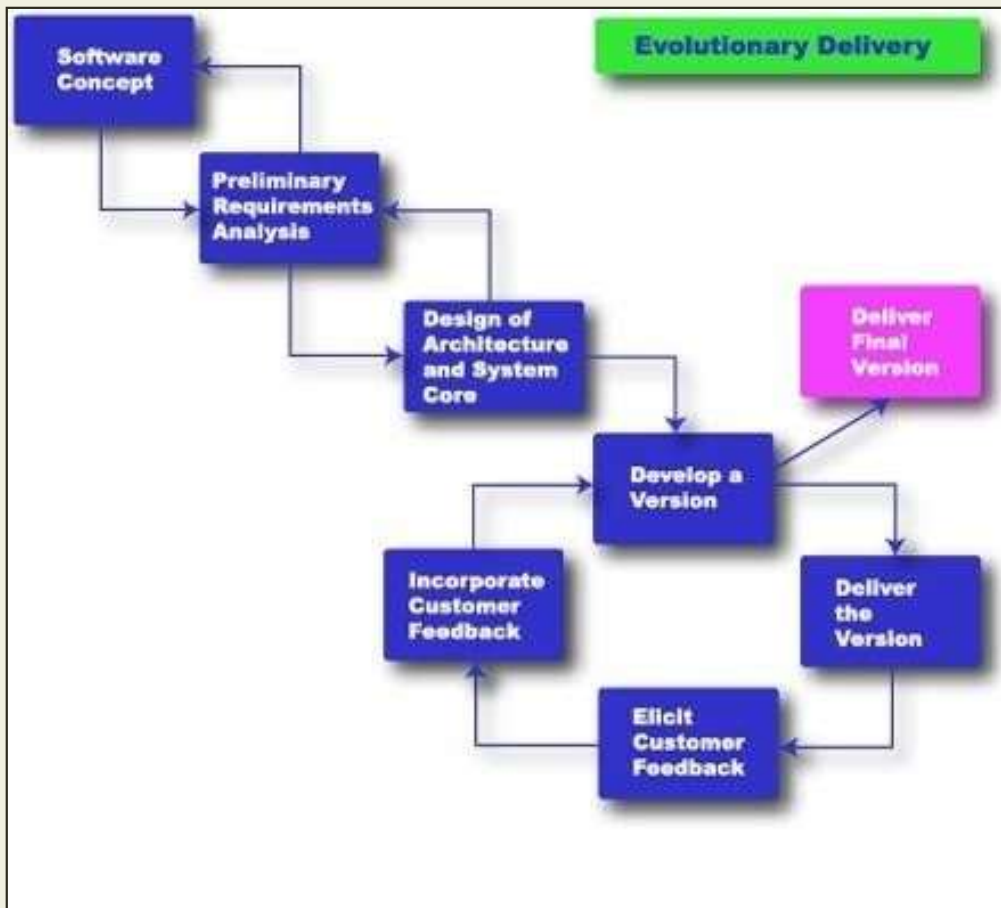 Evolutionary Delivery
Software
Concept
Preliminary
Requirements
Analysis
Design of
Architecture
and System
Core
Deliver
Final
Version
Develop a
Version
Incorporate
Customer
Feedback
Deliver
the
Version
Elicit
Customer
Feedback